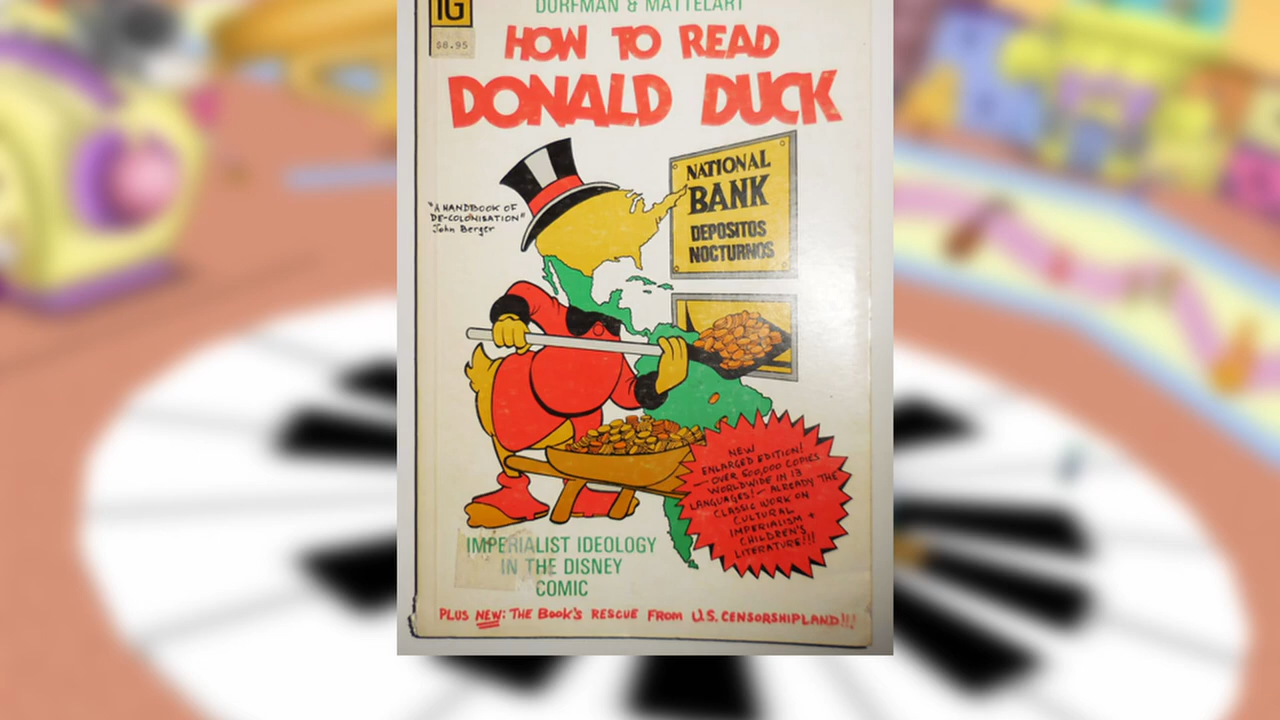 IG
$8.95
DORFMAN & MATTELART
HOW TO READ
DONALD DUCK
"A HANDBOOK OF
DE-COLONISATION"
John Berger
NATIONAL
BANK
DEPOSITOS
NOCTURNOS
NEW
ENLARGED EDITION!
— OVER 500,000 COPIES
WORLDWIDE IN 13
LANGUAGES! — ALREADY THE
CLASSIC WORK ON
CULTURAL
IMPERIALISM +
CHILDREN'S
LITERATURE!!!
IMPERIALIST IDEOLOGY
IN THE DISNEY
COMIC
PLUS NEW: THE BOOK'S RESCUE FROM U.S. CENSORSHIPLAND!!!